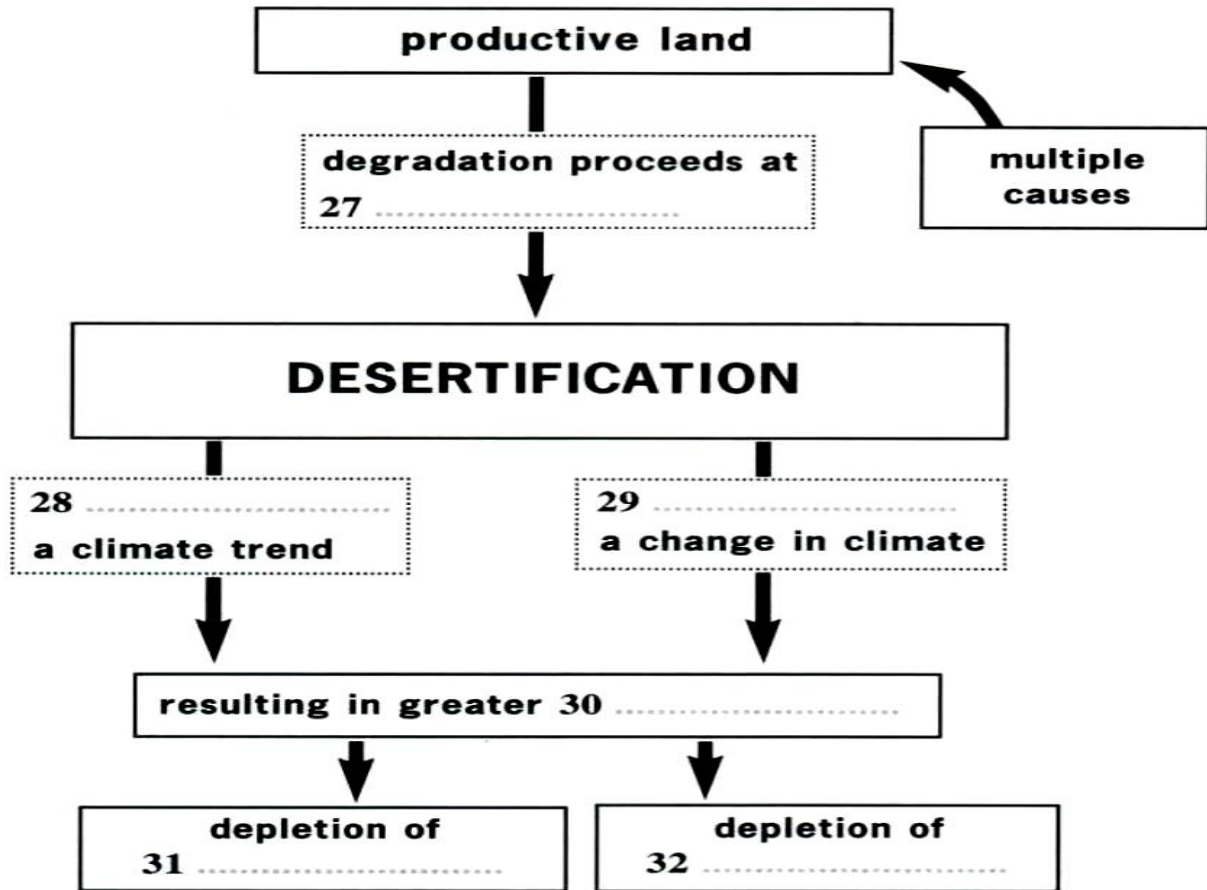 productive land
multiple
causes
degradation proceeds at
27 ........................................
DESERTIFICATION
28 ........................................
a climate trend
29 ........................................
a change in climate
resulting in greater 30 ........................................
depletion of
31 ........................................
depletion of
32 ........................................